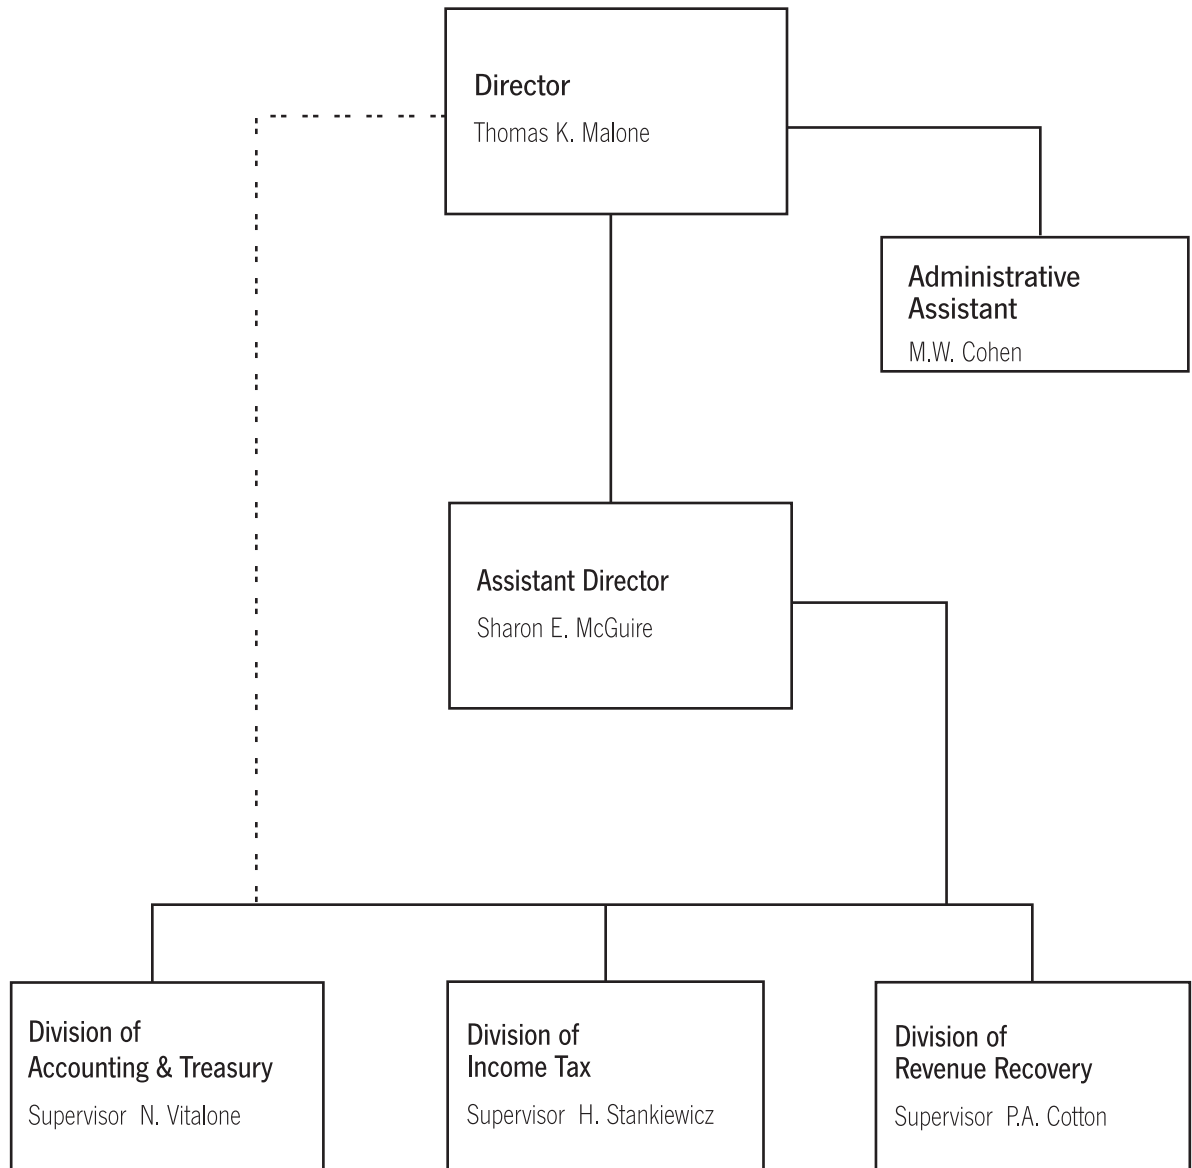 Director
Thomas K. Malone
Administrative
Assistant
M.W. Cohen
Assistant Director
Sharon E. McGuire
Division of
Accounting & Treasury
Supervisor N. Vitalone
Division of
Income Tax
Supervisor H. Stankiewicz
Division of
Revenue Recovery
Supervisor P.A. Cotton